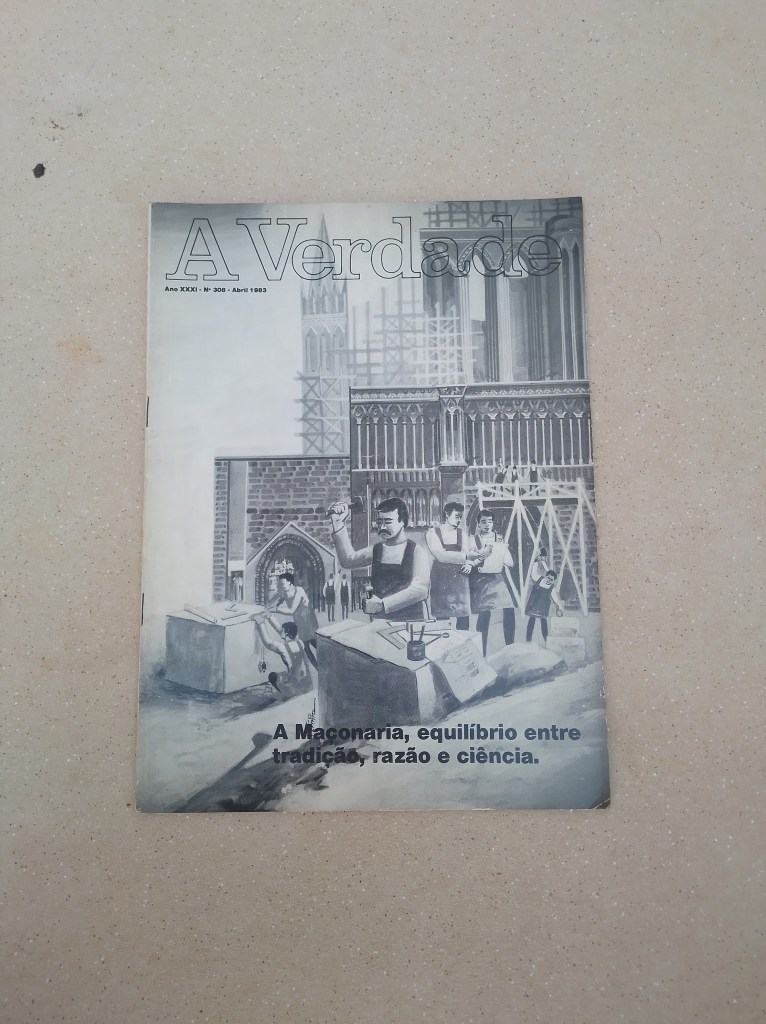 A Verdade
Ano XXXI - Nº 308 - Abril 1983
A Maçonaria, equilíbrio entre
tradição, razão e ciência.